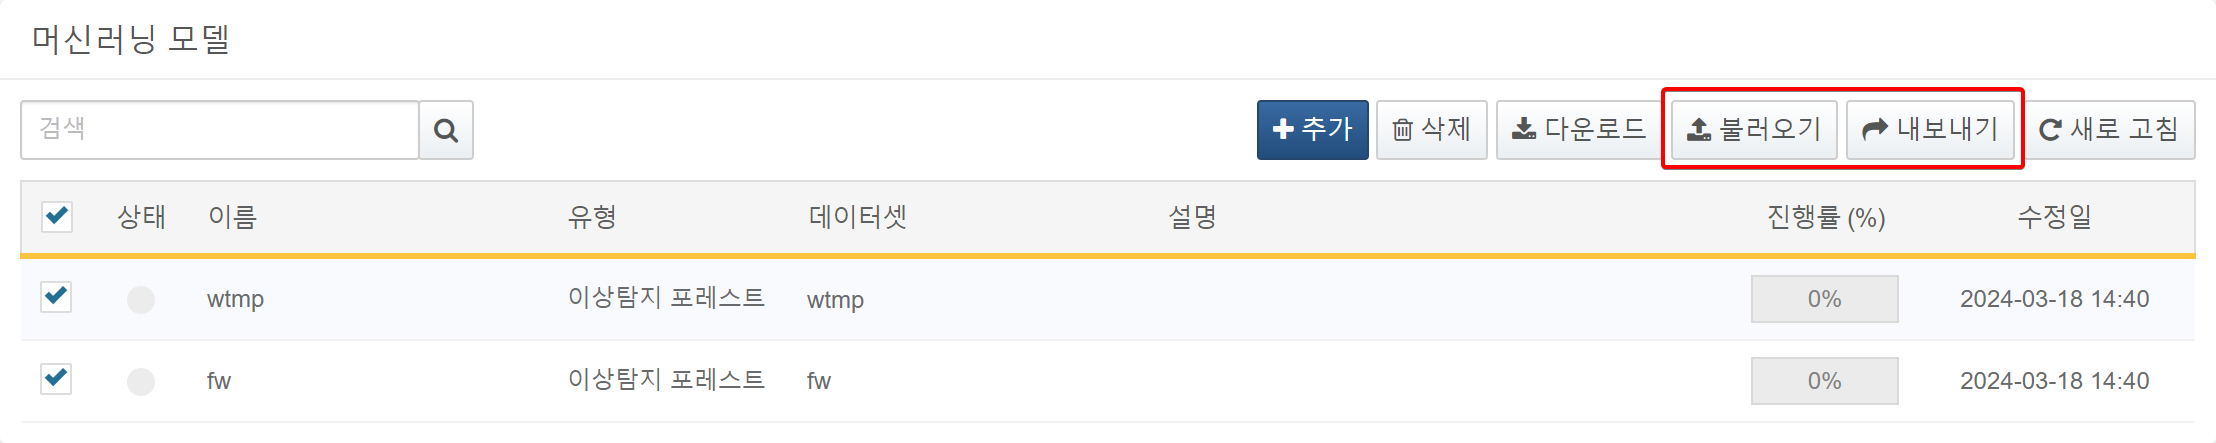 머신러닝 모델
검색 추가 삭제 다운로드 불러오기 내보내기 새로 고침
상태 이름 유형 데이터셋 설명 진행률 (%) 수정일
wtmp 이상탐지 포레스트 wtmp 0% 2024-03-18 14:40
fw 이상탐지 포레스트 fw 0% 2024-03-18 14:40